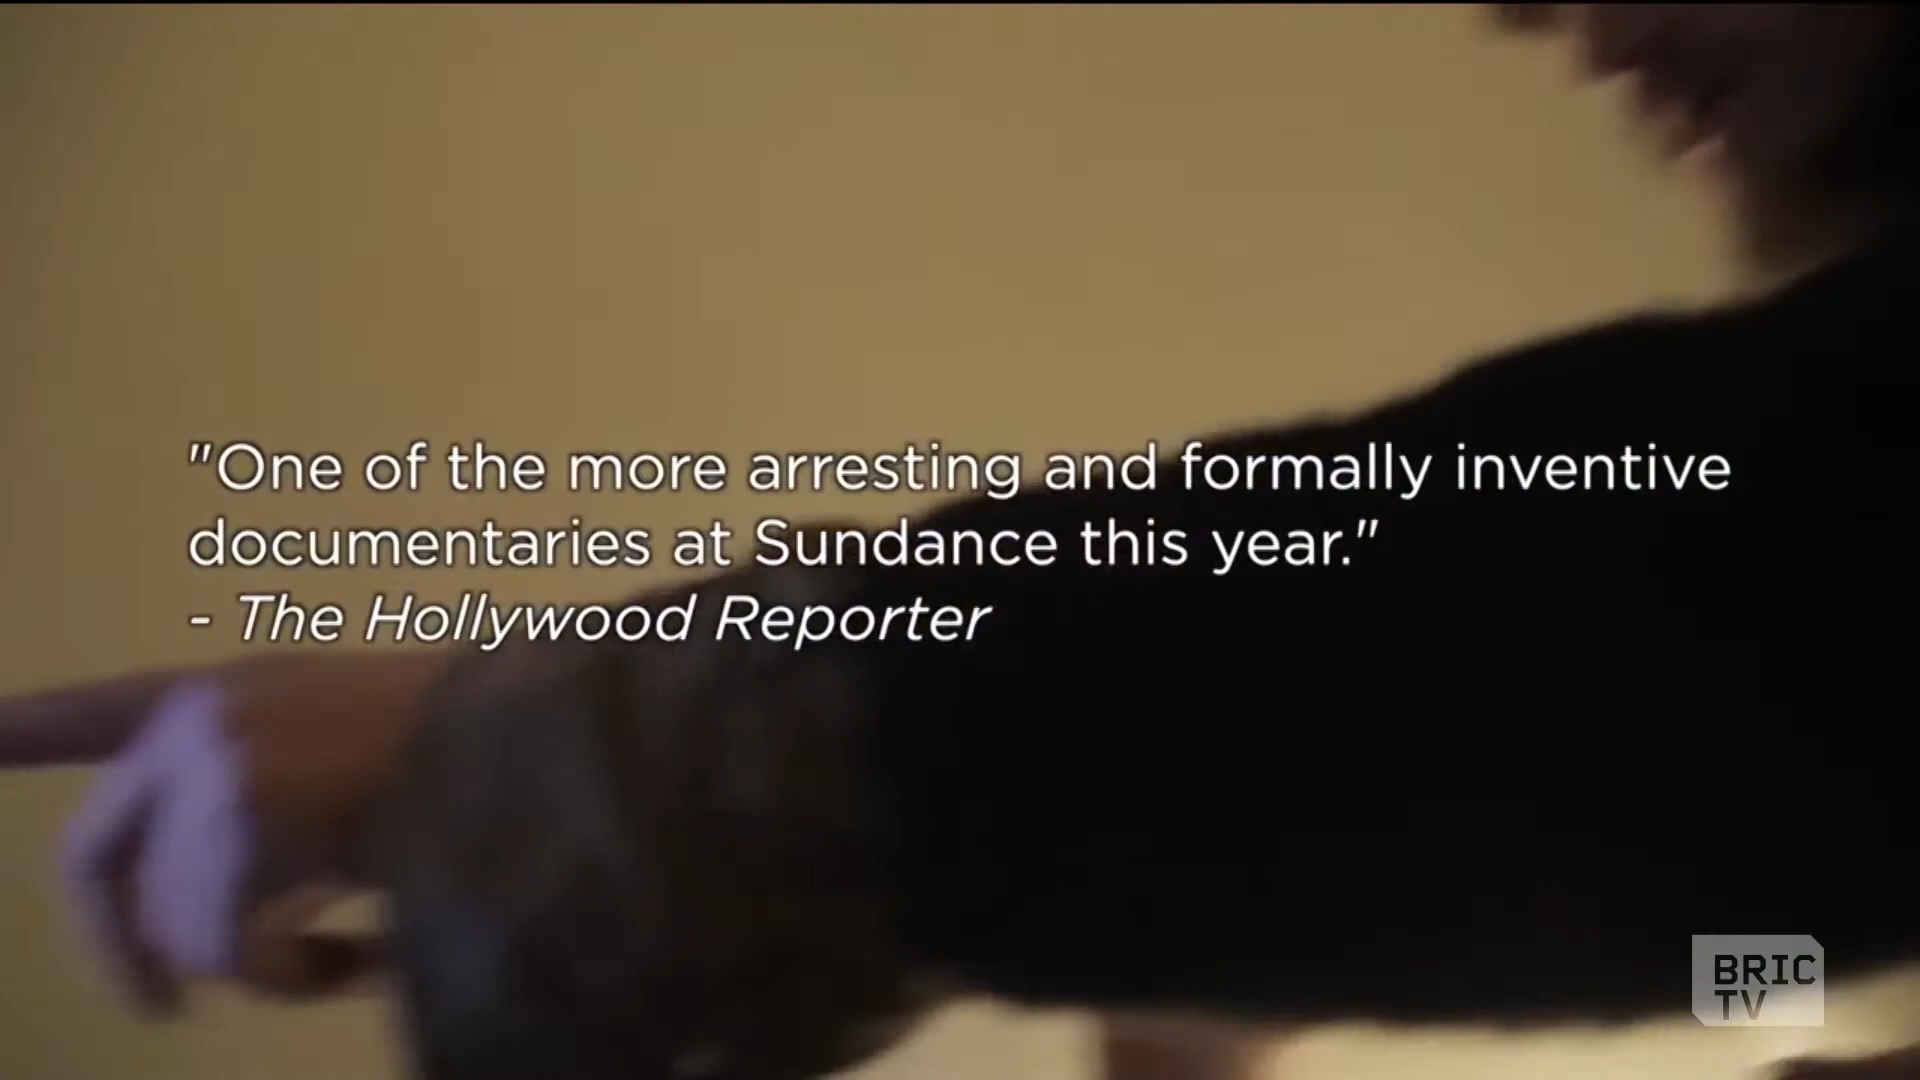 "One of the more arresting and formally inventive
documentaries at Sundance this year."
- The Hollywood Reporter
BRIC
TV